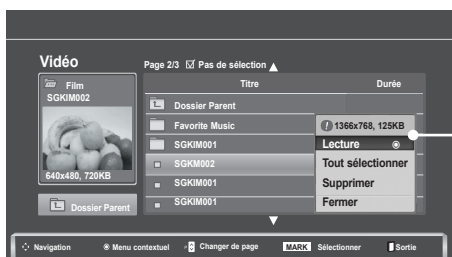 Vidéo
Page 2/3 Pas de sélection
Film
SGKIM002
640x480, 720KB
Dossier Parent
Titre Durée
Dossier Parent
Favorite Music
SGKIM001
SGKM002
SGKIM001
SGKIM001
1366x768, 125KB
Lecture
Tout sélectionner
Supprimer
Fermer
Navigation Menu contextuel Changer de page MARK Sélectionner Sortie